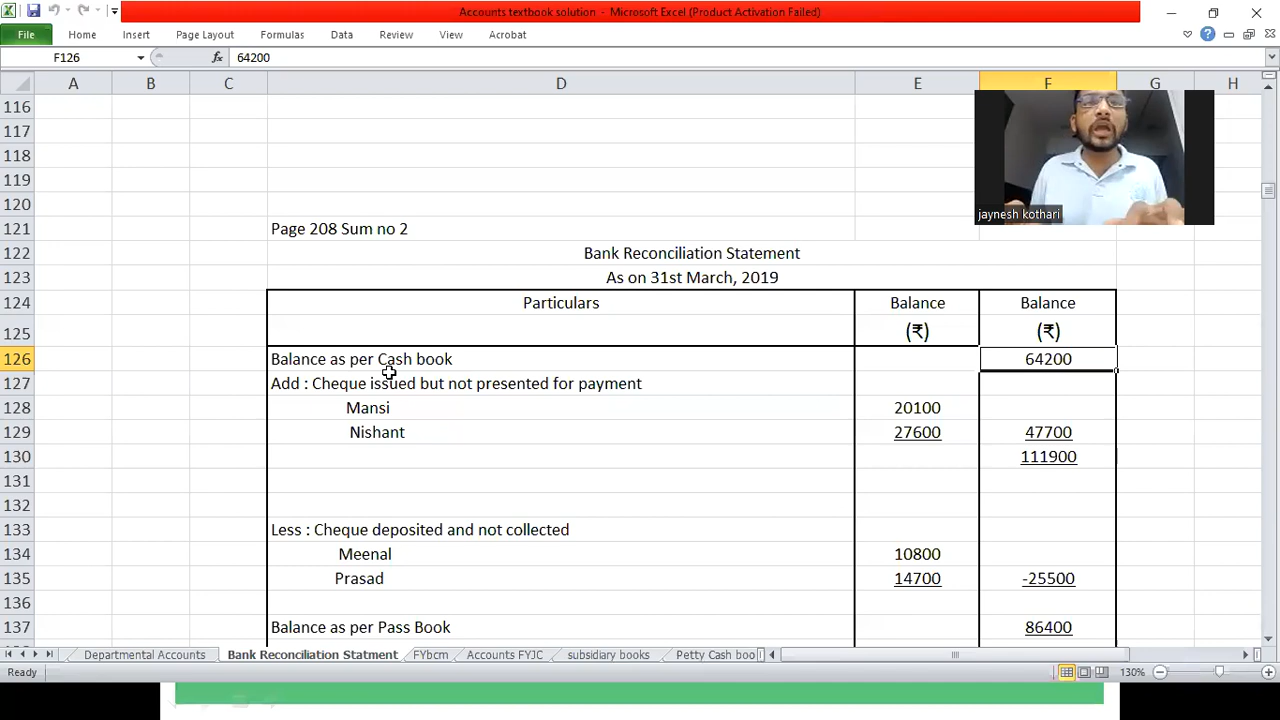 Accounts textbook solution - Microsoft Excel (Product Activation Failed)
File Home Insert Page Layout Formulas Data Review View Acrobat
F126 fx 64200
A B C D E F G H
116
117
118
119
120
121 Page 208 Sum no 2
122 Bank Reconciliation Statement
123 As on 31st March, 2019
124 Particulars Balance Balance
125 (₹) (₹)
126 Balance as per Cash book 64200
127 Add : Cheque issued but not presented for payment
128 Mansi 20100
129 Nishant 27600 47700
130 111900
131
132
133 Less : Cheque deposited and not collected
134 Meenal 10800
135 Prasad 14700 -25500
136
137 Balance as per Pass Book 86400
jaynesh kothari
Departmental Accounts Bank Reconciliation Statment FYbcm Accounts FYJC subsidiary books Petty Cash boo
Ready 130%